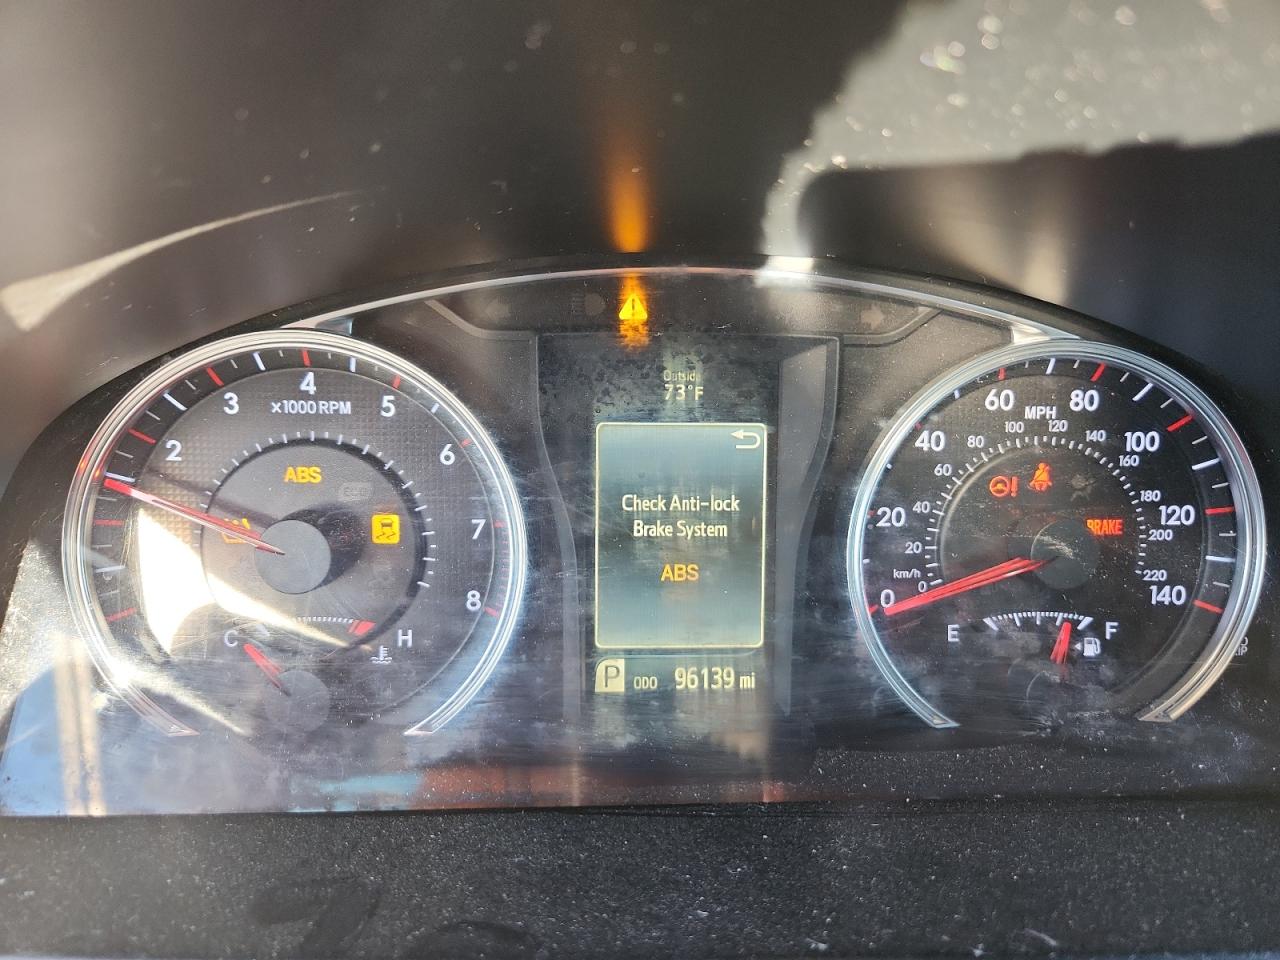 Outside
73°F
4
3
5
x1000 RPM
2
6
ABS
ECO
7
8
C
H
Check Anti-lock
Brake System
ABS
P ODO 96139 mi
60
80
MPH
100
120
40
80
140
100
60
160
20
40
180
BRAKE
120
200
20
km/h
0
220
0
140
E
F